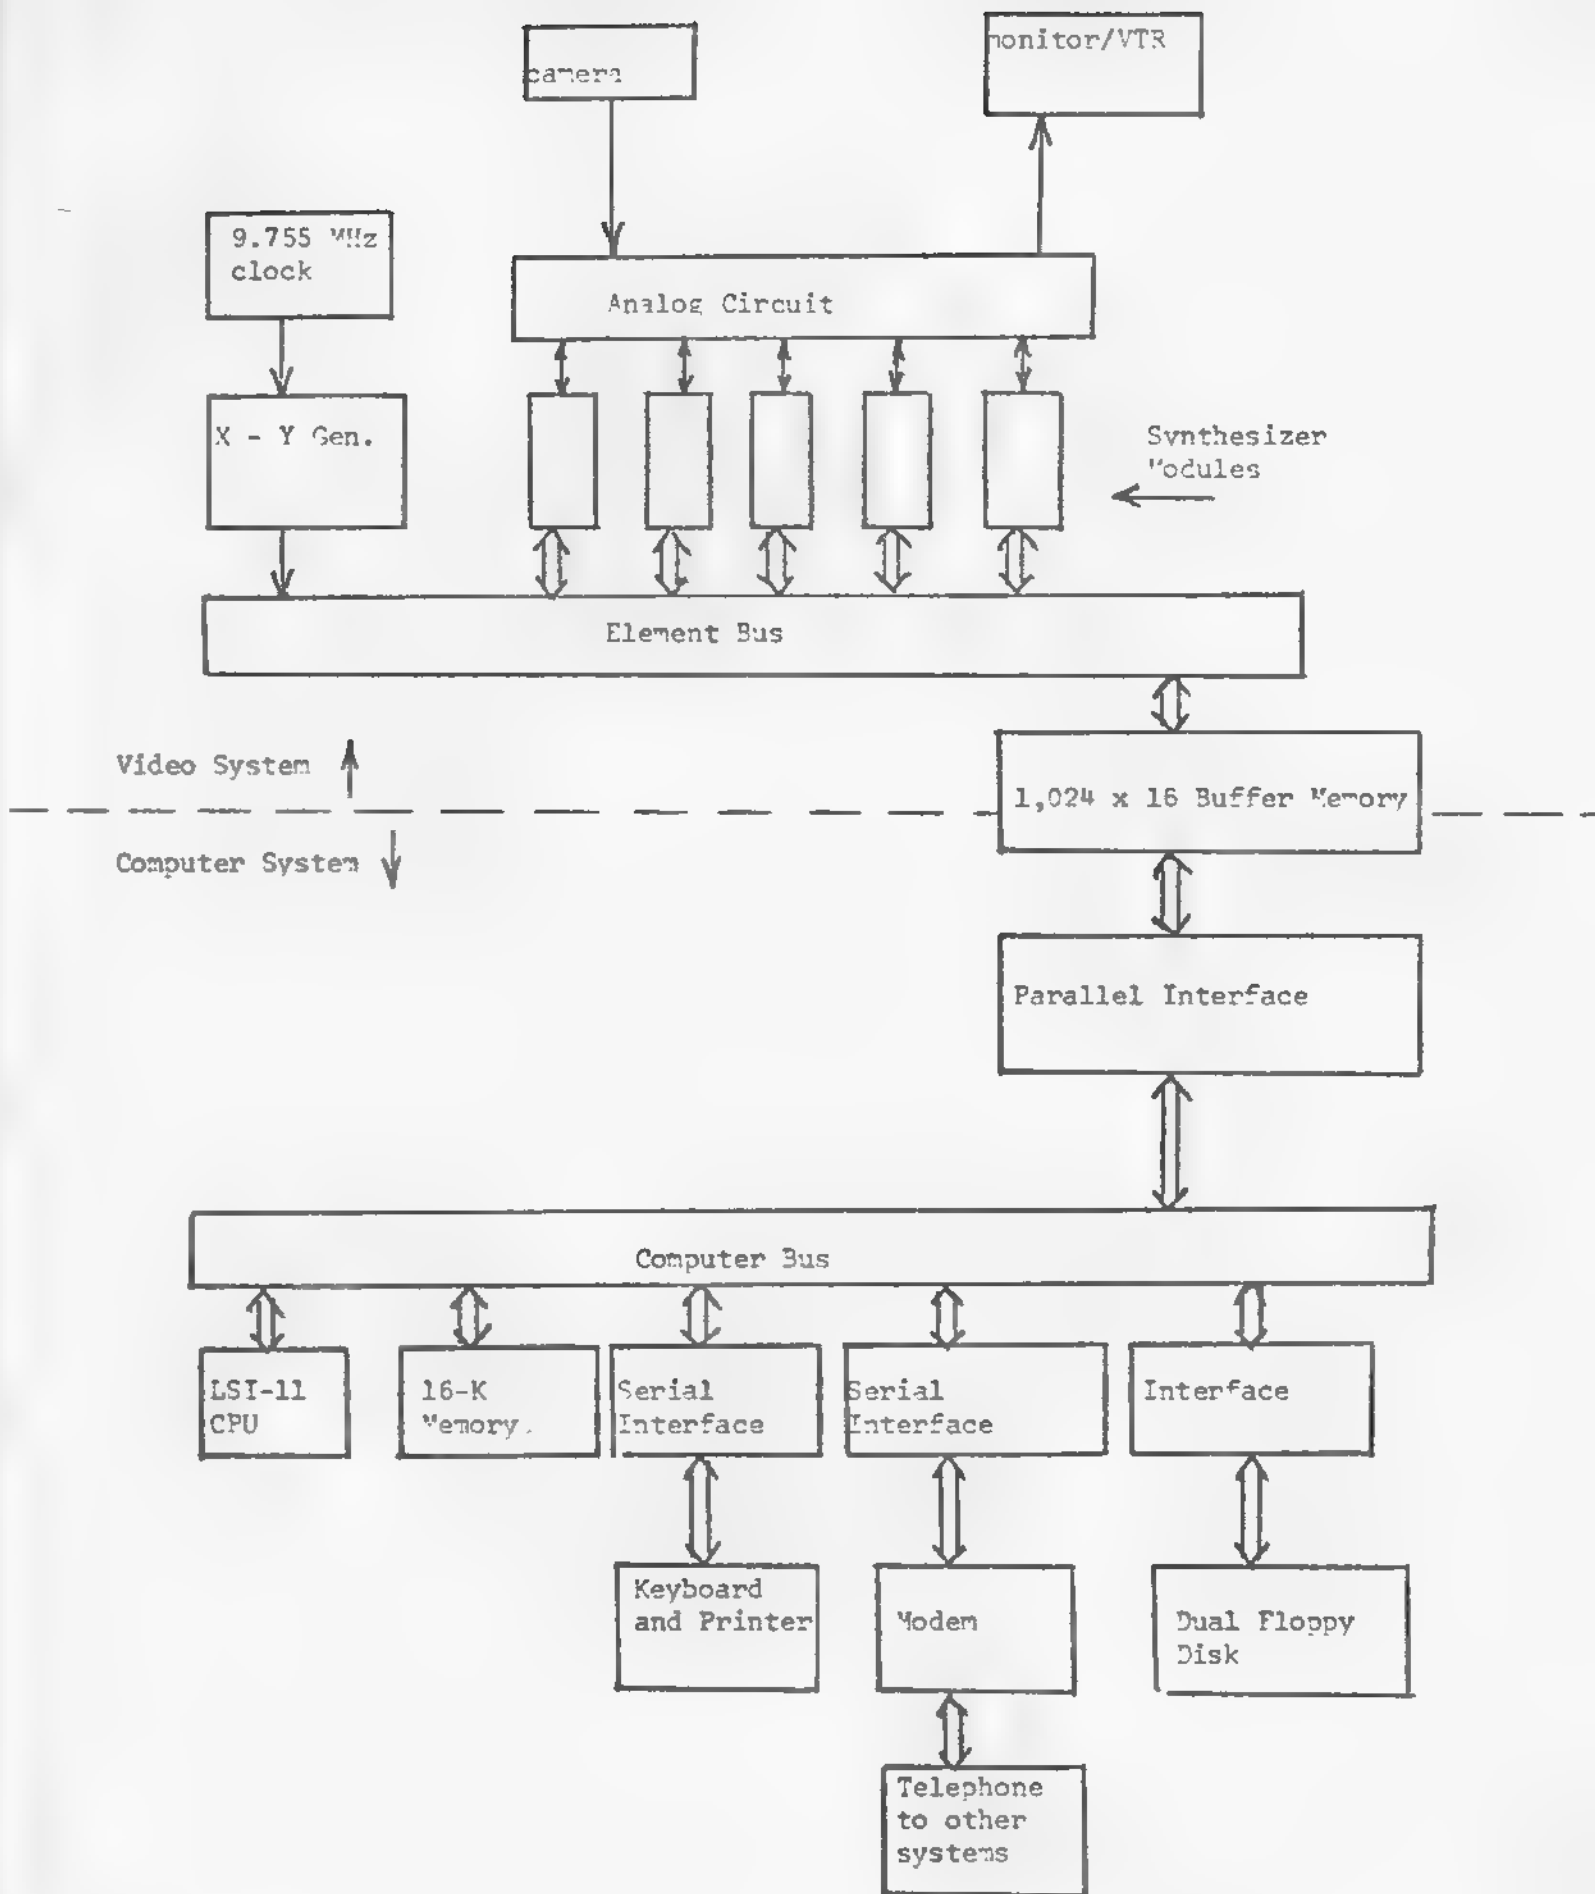 camera
monitor/VTR
9.755 MHz
clock
Analog Circuit
X - Y Gen.
Synthesizer
Modules
Element Bus
Video System
1,024 x 16 Buffer Memory
Computer System
Parallel Interface
Computer Bus
LSI-11
CPU
16-K
Memory.
Serial
Interface
Serial
Interface
Interface
Keyboard
and Printer
Modem
Dual Floppy
Disk
Telephone
to other
systems